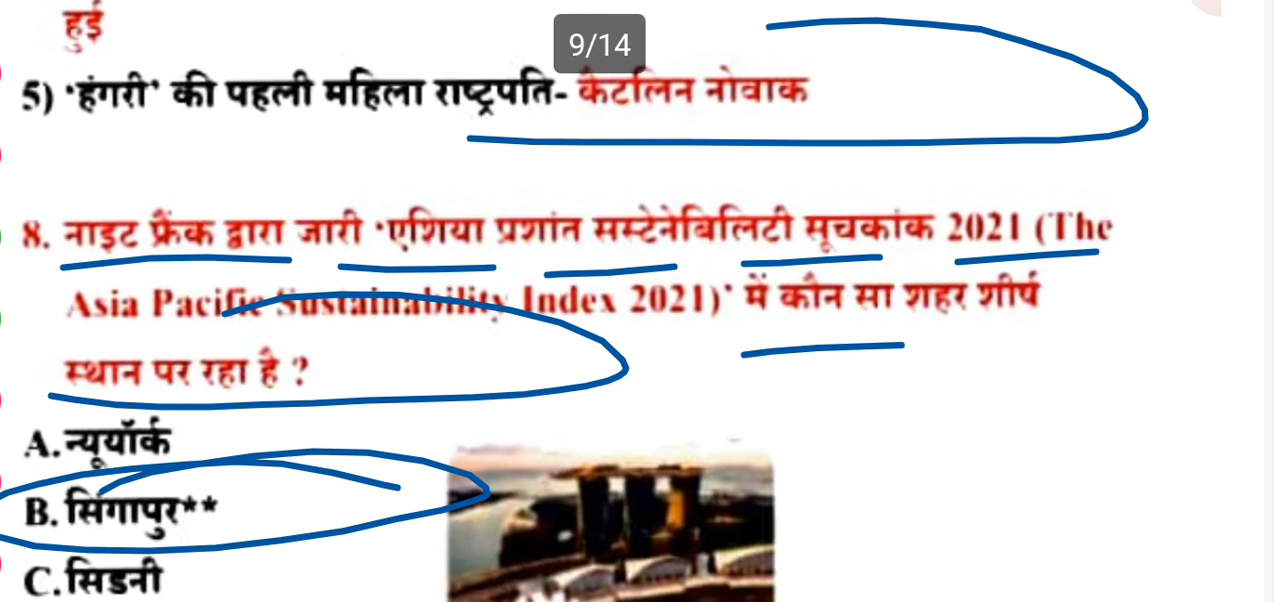 हुई
9/14
5) 'हंगरी' की पहली महिला राष्ट्रपति- कैटलिन नोवाक
8. नाइट फ्रैंक द्वारा जारी 'एशिया प्रशांत सस्टेनेबिलिटी सूचकांक 2021 (The
Asia Pacific Sustainability Index 2021)' में कौन सा शहर शीर्ष
स्थान पर रहा है ?
A.न्यूयॉर्क
B. सिंगापुर**
C.सिडनी